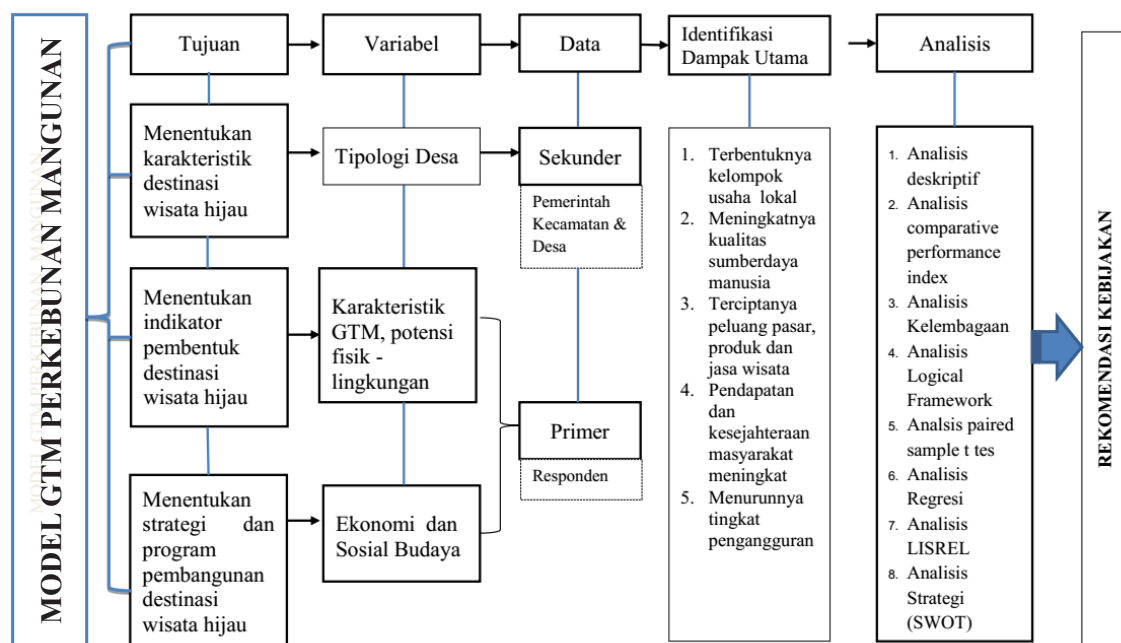 MODEL GTM PERKEBUNAN MANGUNAN
Tujuan
Variabel
Data
Identifikasi
Dampak Utama
Analisis
Menentukan
karakteristik
destinasi
wisata hijau
Tipologi Desa
Sekunder
Pemerintah
Kecamatan &
Desa
Menentukan
indikator
pembentuk
destinasi
wisata hijau
Karakteristik
GTM, potensi
fisik -
lingkungan
Primer
Responden
Menentukan
strategi dan
program
pembangunan
destinasi
wisata hijau
Ekonomi dan
Sosial Budaya
1. Terbentuknya
kelompok
usaha lokal
2. Meningkatnya
kualitas
sumberdaya
manusia
3. Terciptanya
peluang pasar,
produk dan
jasa wisata
4. Pendapatan
dan
kesejahteraan
masyarakat
meningkat
5. Menurunnya
tingkat
pengangguran
1. Analisis
deskriptif
2. Analisis
comparative
performance
index
3. Analisis
Kelembagaan
4. Analisis
Logical
Framework
5. Analsis paired
sample t tes
6. Analisis
Regresi
7. Analisis
LISREL
8. Analisis
Strategi
(SWOT)
REKOMENDASI KEBIJAKAN